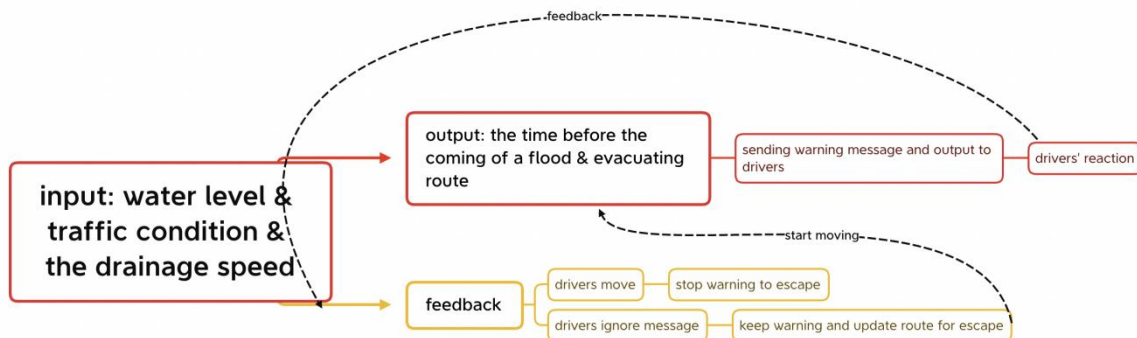 feedback
output: the time before the
coming of a flood & evacuating
route
sending warning message and output to
drivers
drivers' reaction
input: water level &
traffic condition &
the drainage speed
start moving
feedback
drivers move
stop warning to escape
drivers ignore message
keep warning and update route for escape